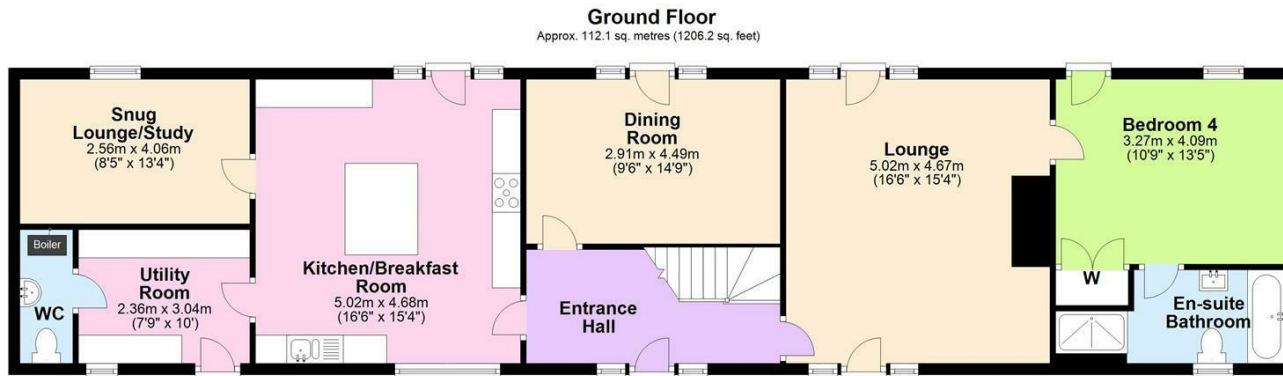 Ground Floor
Approx. 112.1 sq. metres (1206.2 sq. feet)
Snug
Lounge/Study
2.56m x 4.06m
(8'5" x 13'4")
Boiler
WC
Utility
Room
2.36m x 3.04m
(7'9" x 10')
Kitchen/Breakfast
Room
5.02m x 4.68m
(16'6" x 15'4")
Dining
Room
2.91m x 4.49m
(9'6" x 14'9")
Entrance
Hall
Lounge
5.02m x 4.67m
(16'6" x 15'4")
Bedroom 4
3.27m x 4.09m
(10'9" x 13'5")
W
En-suite
Bathroom